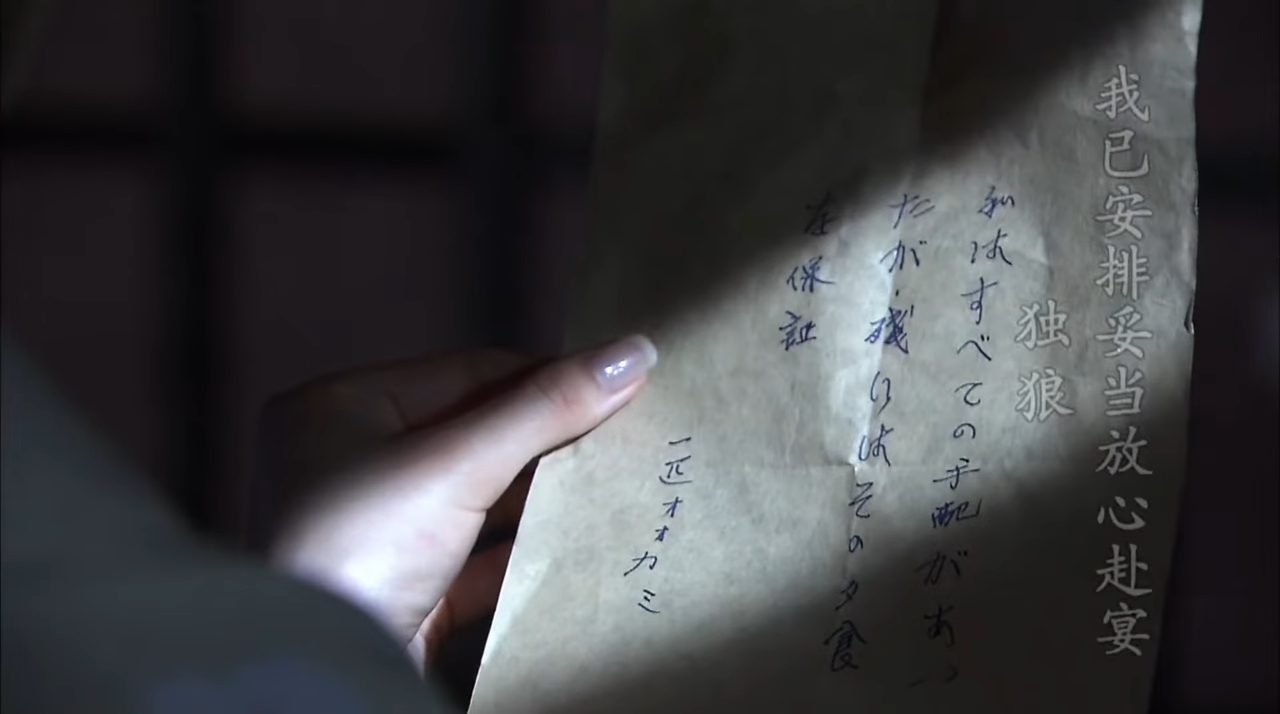 我已安排妥当放心赴宴
独狼
私はすべての手配があっ
たが、残りはその夕食
を保証
一匹オオカミ